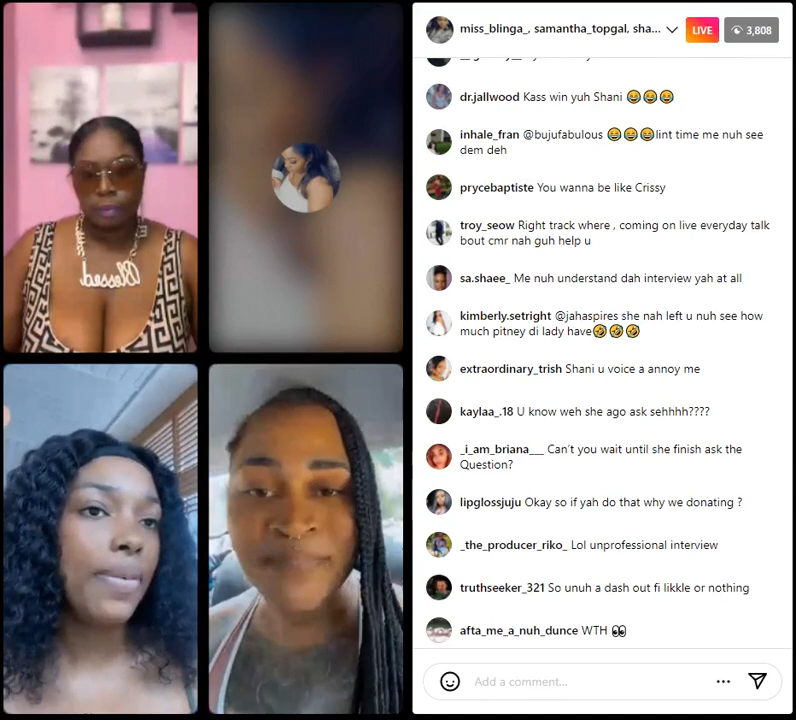 Blessed
miss_blinga_, samantha_topgal, sha...
LIVE
3,808
dr.jallwood Kass win yuh Shani 😂😂😂
inhale_fran @bujufabulous 😂😂😂lint time me nuh see
dem deh
prycebaptiste You wanna be like Crissy
troy_seow Right track where , coming on live everyday talk
bout cmr nah guh help u
sa.shaee_ Me nuh understand dah interview yah at all
kimberly.setright @jahaspires she nah left u nuh see how
much pitney di lady have🤣🤣🤣
extraordinary_trish Shani u voice a annoy me
kaylaa_.18 U know weh she ago ask sehhhh????
_i_am_briana___ Can't you wait until she finish ask the
Question?
lipglossjuju Okay so if yah do that why we donating ?
_the_producer_riko_ Lol unprofessional interview
truthseeker_321 So unuh a dash out fi likkle or nothing
afta_me_a_nuh_dunce WTH 👀
Add a comment...